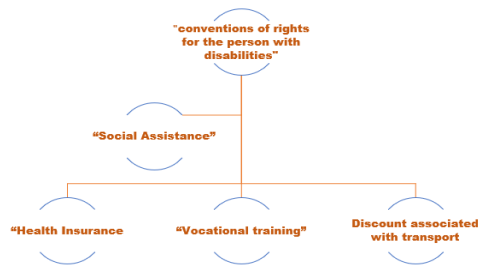 "conventions of rights
for the person with
disabilities"
“Social Assistance”
“Health Insurance
“Vocational training”
Discount associated
with transport